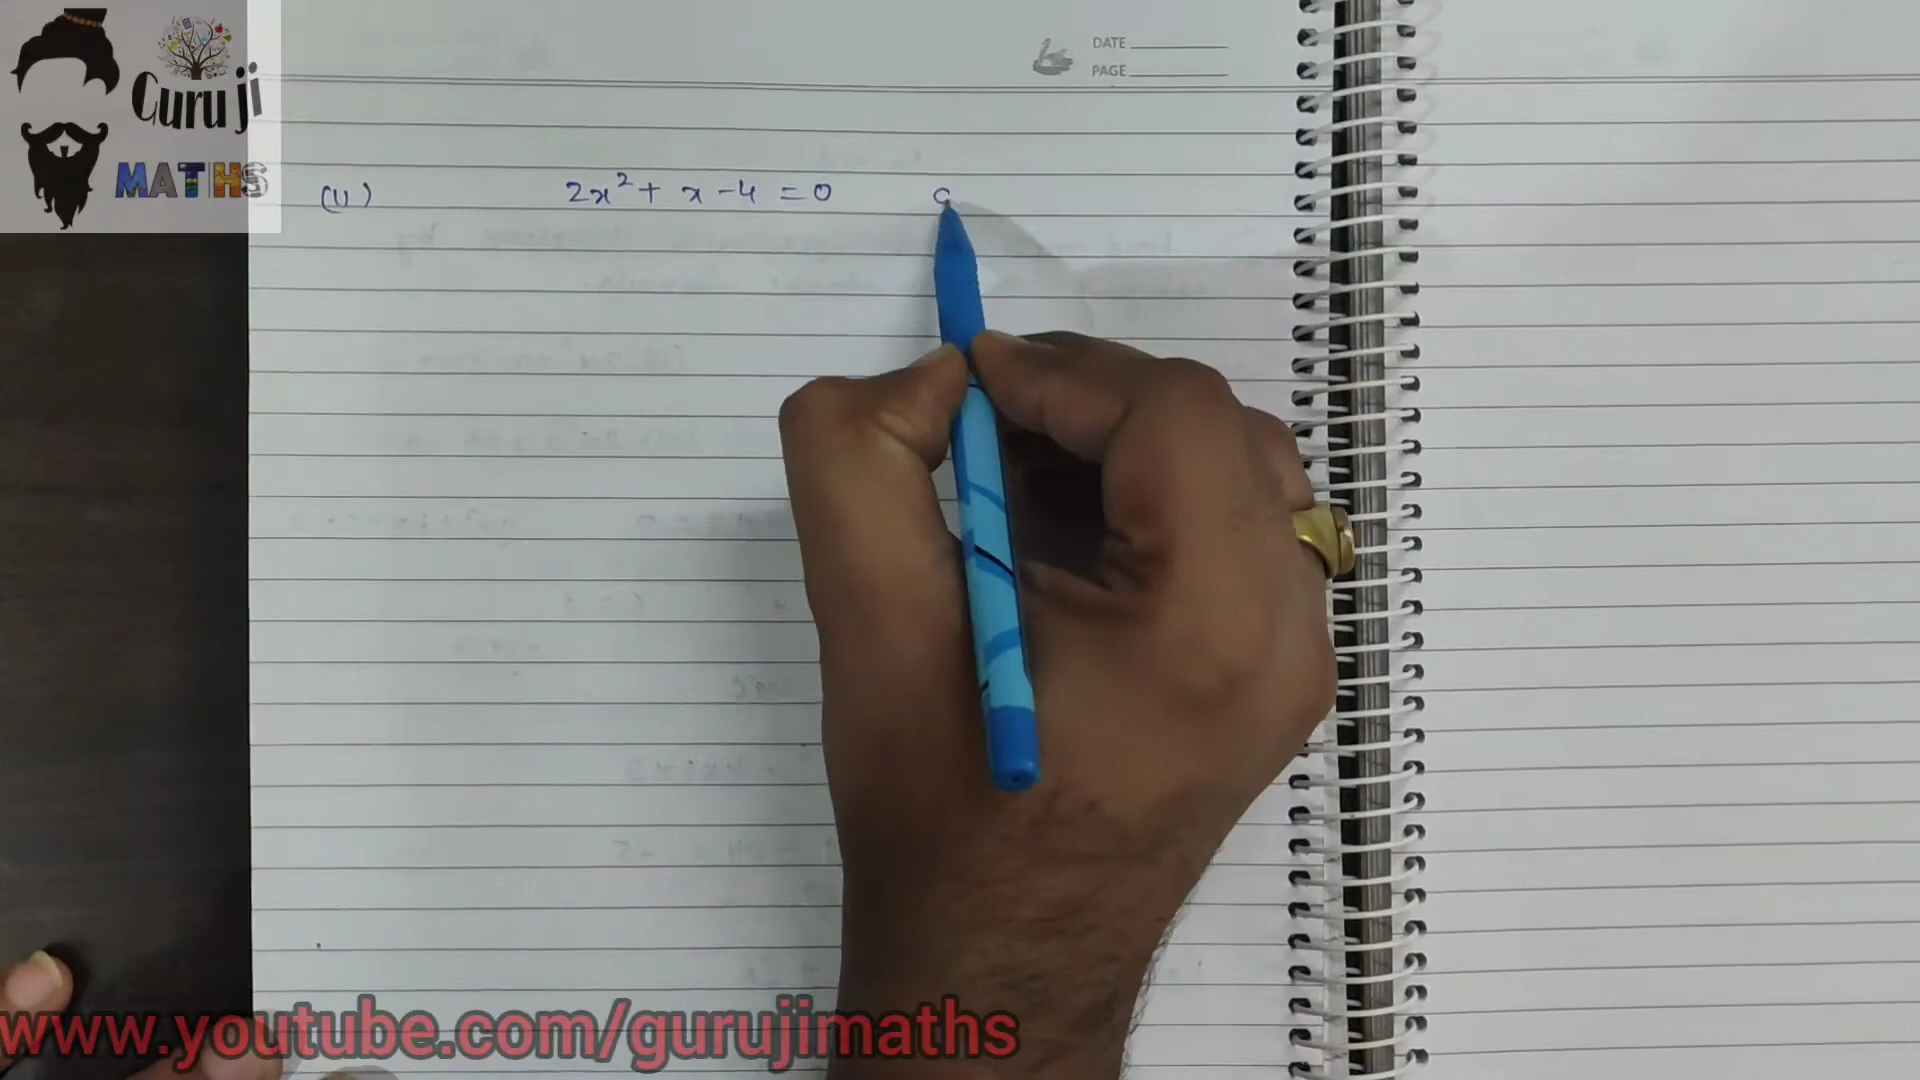 Guru ji
MATHS
DATE
PAGE
(ii) 2x² + x - 4 = 0
www.youtube.com/gurujimaths